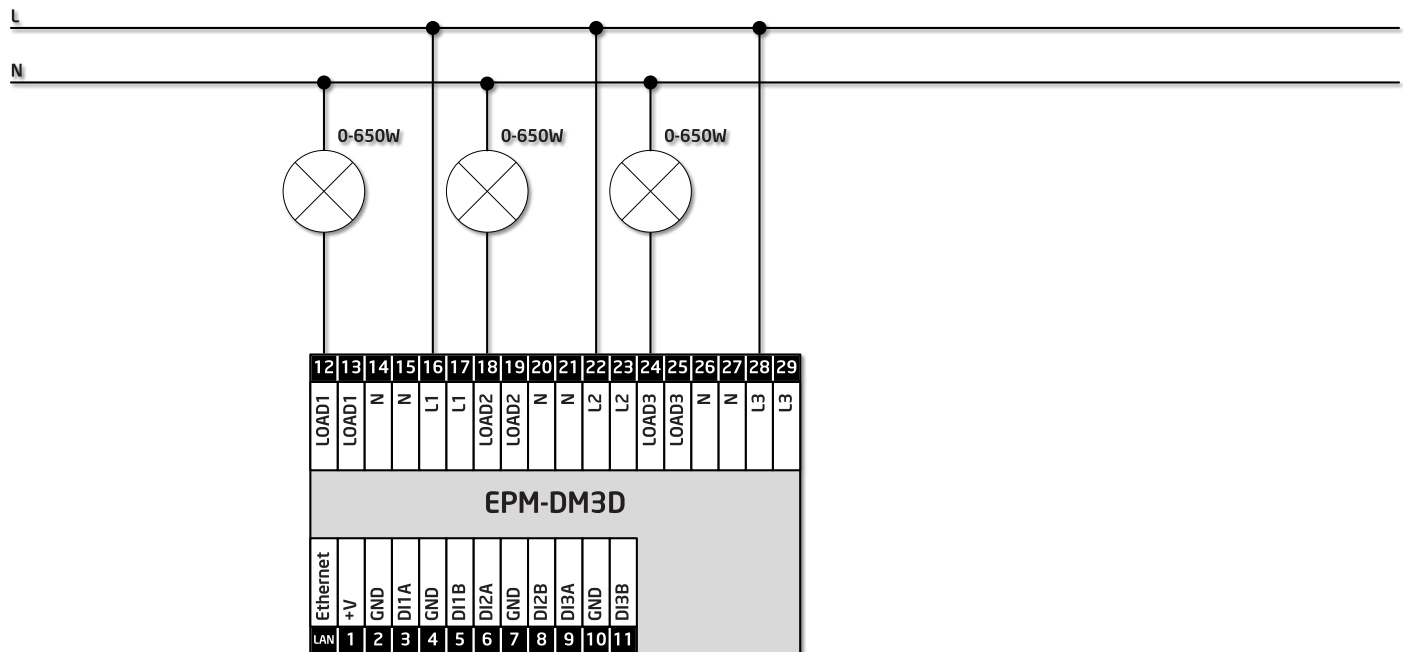 L
N
0-650W 0-650W 0-650W
12 13 14 15 16 17 18 19 20 21 22 23 24 25 26 27 28 29
LOAD1 LOAD1 N N L1 L1 LOAD2 LOAD2 N N L2 L2 LOAD3 LOAD3 N N L3 L3
EPM-DM3D
Ethernet +V GND DI1A GND DI1B DI2A GND DI2B DI3A GND DI3B
LAN 1 2 3 4 5 6 7 8 9 10 11